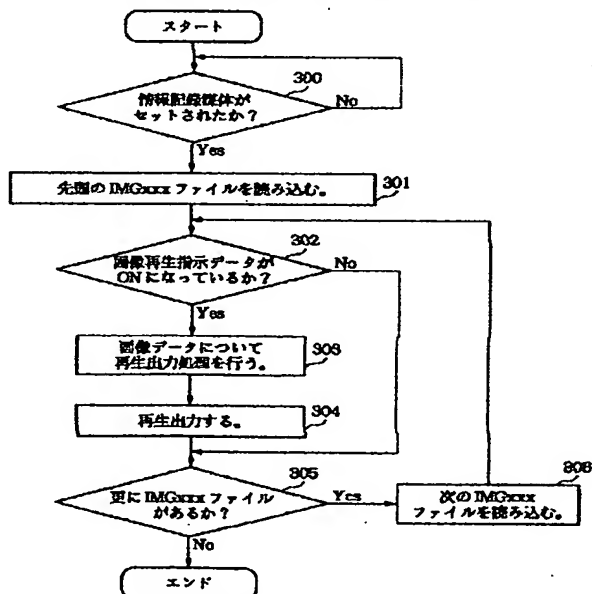 スタート
300
情報記録媒体が
セットされたか？
No
Yes
先頭のIMGxxxファイルを読み込む。
301
302
画像再生指示データが
ONになっているか？
No
Yes
画像データについて
再生出力処理を行う。
303
再生出力する。
304
305
更にIMGxxxファイル
があるか？
Yes
306
次のIMGxxx
ファイルを読み込む。
No
エンド